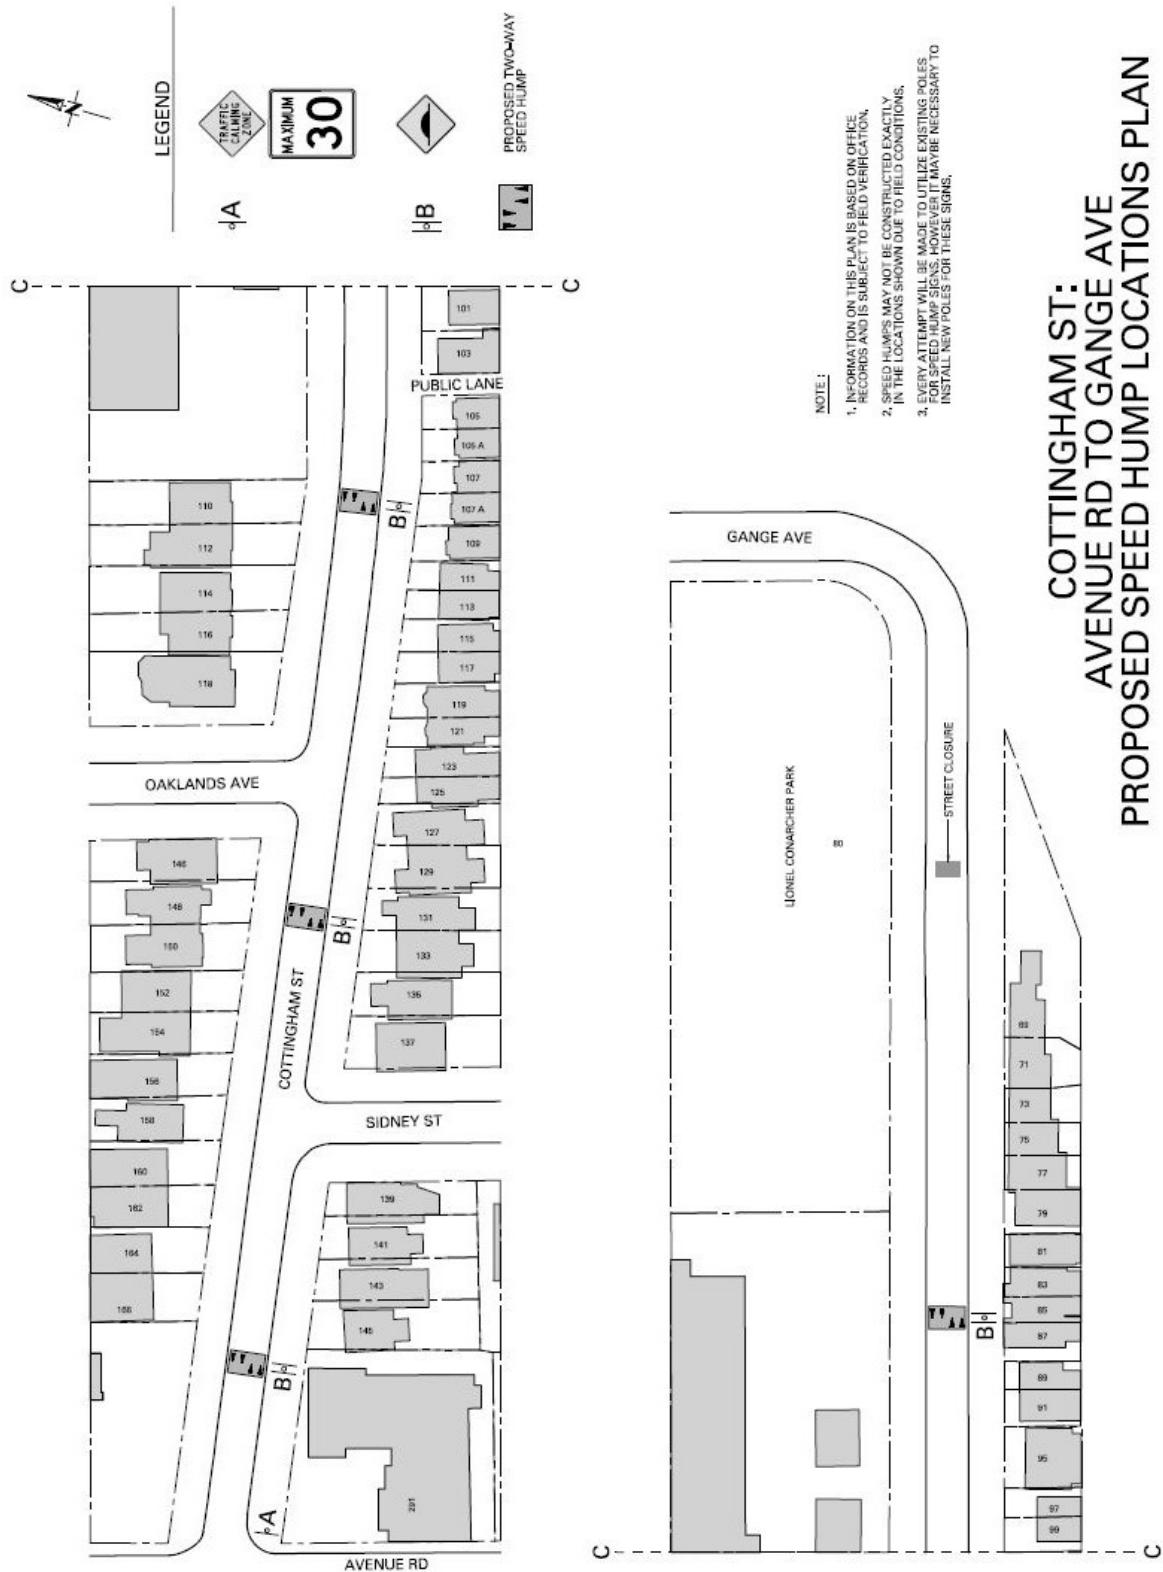 COTTINGHAM ST:
AVENUE RD TO GANGE AVE
PROPOSED SPEED HUMP LOCATIONS PLAN
N
LEGEND
A
TRAFFIC
CALMING
ZONE
MAXIMUM
30
B
PROPOSED TWO-WAY
SPEED HUMP
NOTE :
1. INFORMATION ON THIS PLAN IS BASED ON OFFICE
RECORDS AND IS SUBJECT TO FIELD VERIFICATION.
2. SPEED HUMPS MAY NOT BE CONSTRUCTED EXACTLY
IN THE LOCATIONS SHOWN DUE TO FIELD CONDITIONS.
3. EVERY ATTEMPT WILL BE MADE TO UTILIZE EXISTING POLES
FOR SPEED HUMP SIGNS, HOWEVER IT MAYBE NECESSARY TO
INSTALL NEW POLES FOR THESE SIGNS.
C
C
166
164
162
160
158
156
154
152
150
148
146
OAKLANDS AVE
118
116
114
112
110
COTTINGHAM ST
A
B
B
B
AVENUE RD
291
145
143
141
139
SIDNEY ST
137
135
133
131
129
127
125
123
121
119
117
115
113
111
109
107 A
107
105 A
105
PUBLIC LANE
103
101
C
C
LIONEL CONARCHER PARK
80
GANGE AVE
STREET CLOSURE
B
99
97
95
91
89
87
85
83
81
79
77
75
73
71
69